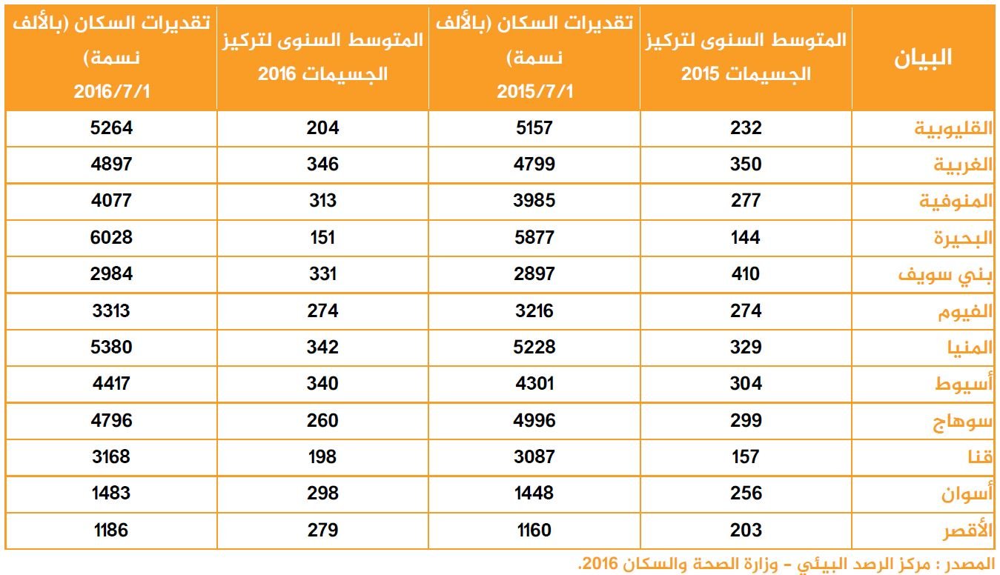 البيان المتوسط السنوى لتركيز الجسيمات 2015 تقديرات السكان (بالألف نسمة) 2015/7/1 المتوسط السنوى لتركيز الجسيمات 2016 تقديرات السكان (بالألف نسمة) 2016/7/1
القليوبية 232 5157 204 5264
الغربية 350 4799 346 4897
المنوفية 277 3985 313 4077
البحيرة 144 5877 151 6028
بني سويف 410 2897 331 2984
الفيوم 274 3216 274 3313
المنيا 329 5228 342 5380
أسيوط 304 4301 340 4417
سوهاج 299 4996 260 4796
قنا 157 3087 198 3168
أسوان 256 1448 298 1483
الأقصر 203 1160 279 1186
المصدر : مركز الرصد البيئي – وزارة الصحة والسكان 2016.